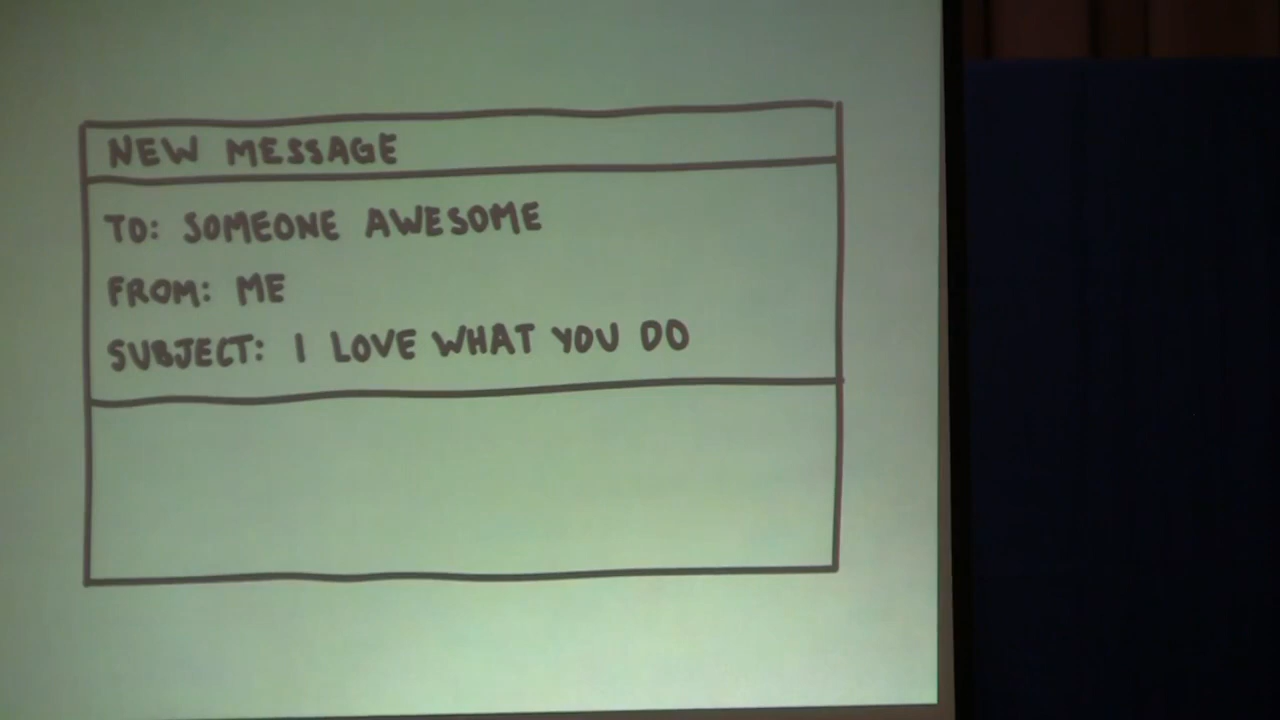 NEW MESSAGE
TO: SOMEONE AWESOME
FROM: ME
SUBJECT: I LOVE WHAT YOU DO